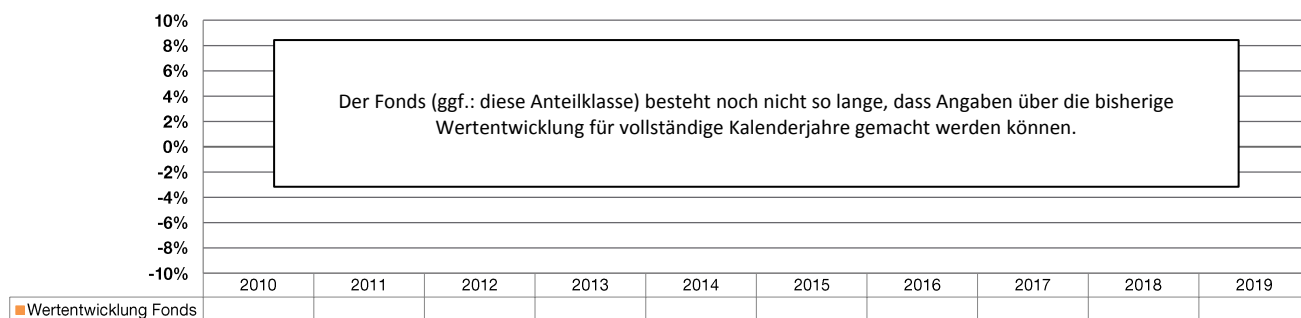 10%
8%
6%
4%
2%
0%
-2%
-4%
-6%
-8%
-10%
Der Fonds (ggf.: diese Anteilklasse) besteht noch nicht so lange, dass Angaben über die bisherige
Wertentwicklung für vollständige Kalenderjahre gemacht werden können.
2010 2011 2012 2013 2014 2015 2016 2017 2018 2019
Wertentwicklung Fonds